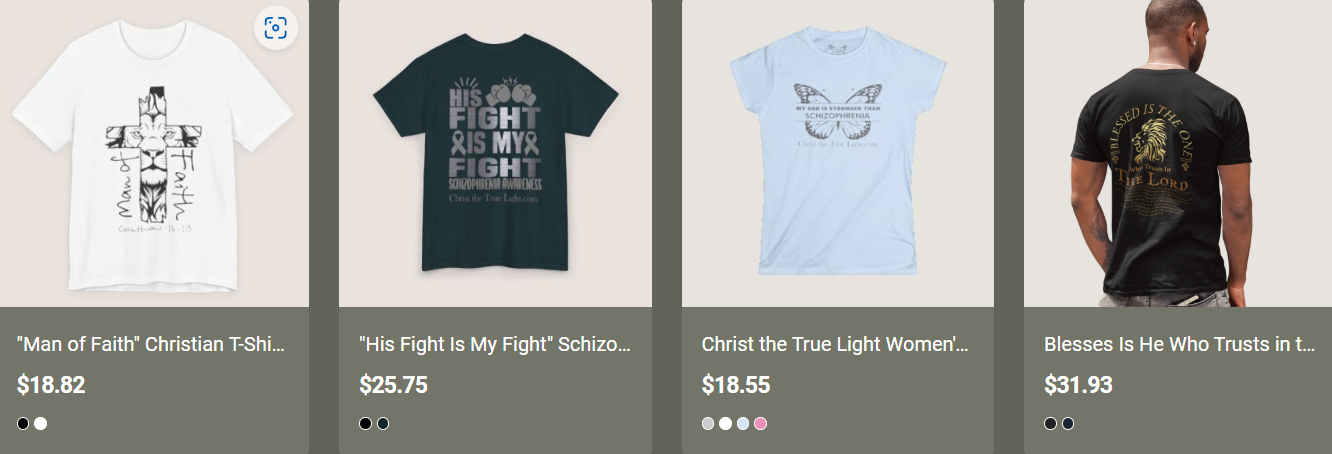 Man of
Faith
Corinthians 16:13
HIS
FIGHT
IS MY
FIGHT
SCHIZOPHRENIA AWARENESS
Christ the True Light.com
MY GOD IS STRONGER THAN
SCHIZOPHRENIA
Christ the True Light.com
BLESSED IS THE ONE
Who Trusts in
THE LORD
"Man of Faith" Christian T-Shi...
$18.82
"His Fight Is My Fight" Schizo...
$25.75
Christ the True Light Women'...
$18.55
Blesses Is He Who Trusts in t...
$31.93